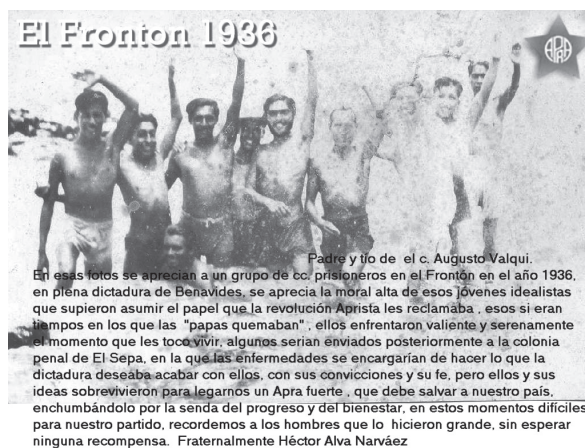 El Fronton 1936
APRA
Padre y tío de el c. Augusto Valqui.
En esas fotos se aprecian a un grupo de cc. prisioneros en el Frontón en el año 1936,
en plena dictadura de Benavides, se aprecia la moral alta de esos jóvenes idealistas
que supieron asumir el papel que la revolución Aprista les reclamaba , esos si eran
tiempos en los que las "papas quemaban" , ellos enfrentaron valiente y serenamente
el momento que les toco vivir, algunos serian enviados posteriormente a la colonia
penal de El Sepa, en la que las enfermedades se encargarían de hacer lo que la
dictadura deseaba acabar con ellos, con sus convicciones y su fe, pero ellos y sus
ideas sobrevivieron para legarnos un Apra fuerte , que debe salvar a nuestro país,
enchumbándolo por la senda del progreso y del bienestar, en estos momentos difíciles
para nuestro partido, recordemos a los hombres que lo hicieron grande, sin esperar
ninguna recompensa. Fraternalmente Héctor Alva Narváez